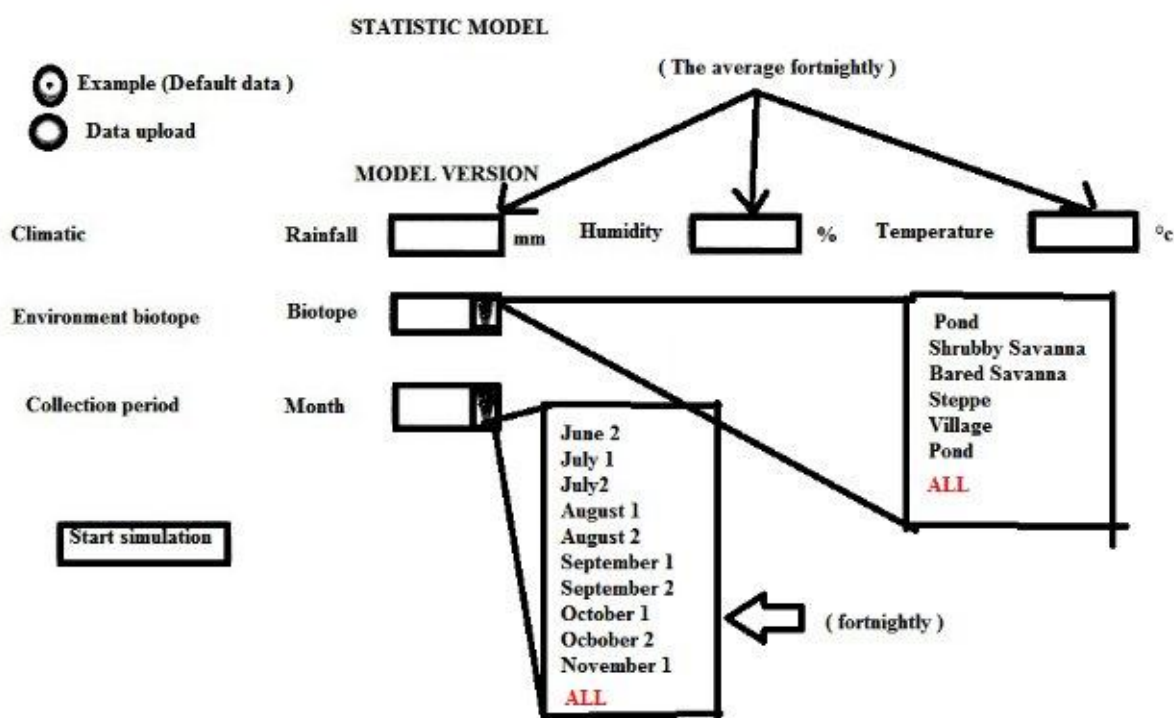 STATISTIC MODEL
( The average fortnightly )
Example (Default data )
Data upload
MODEL VERSION
Climatic Rainfall mm Humidity % Temperature °c
Environment biotope Biotope
Pond
Shrubby Savanna
Bared Savanna
Steppe
Village
Pond
ALL
Collection period Month
June 2
July 1
July2
August 1
August 2
September 1
September 2
October 1
Ocbober 2
November 1
ALL
( fortnightly )
Start simulation